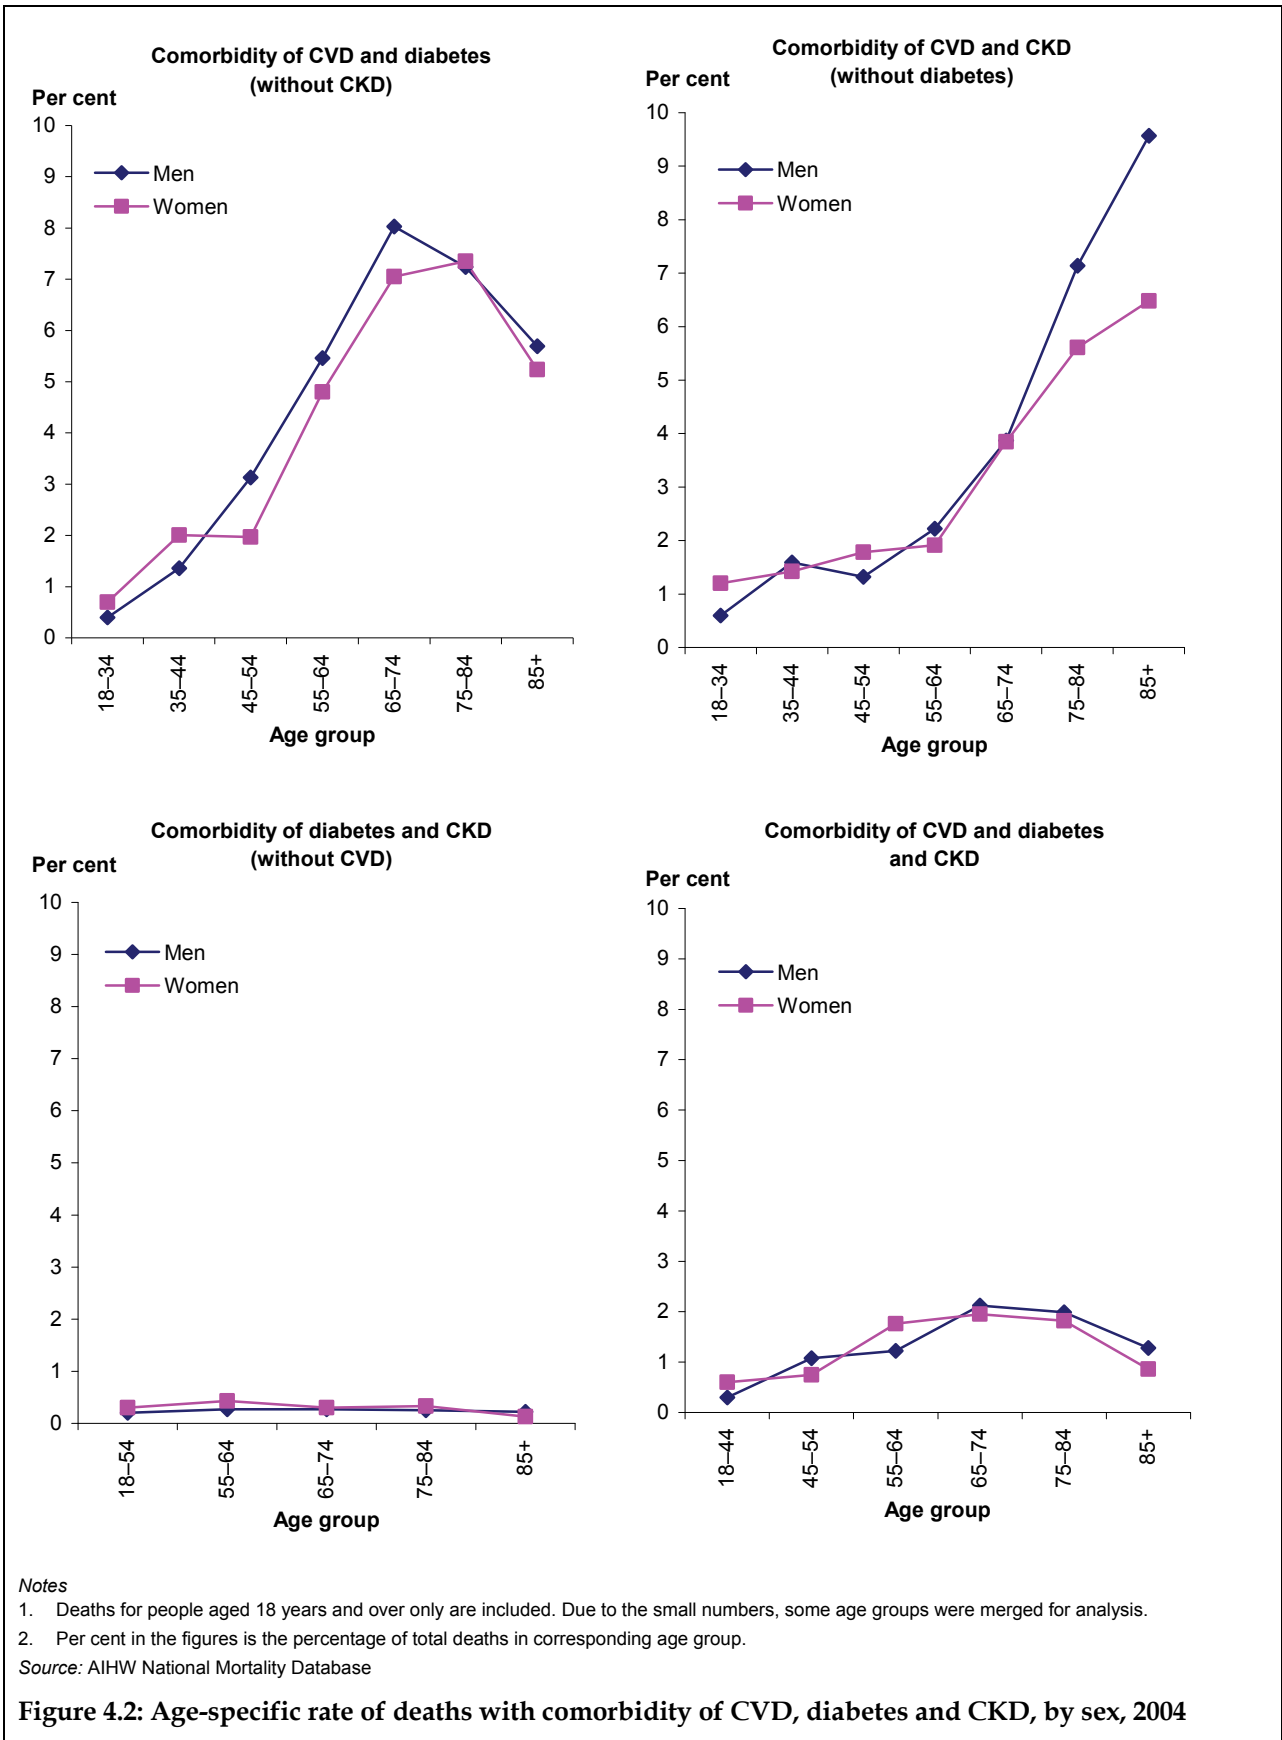 Comorbidity of CVD and diabetes
(without CKD)
Per cent
10
9
8
7
6
5
4
3
2
1
0
Men
Women
18–34
35–44
45–54
55–64
65–74
75–84
85+
Age group
Comorbidity of CVD and CKD
(without diabetes)
Per cent
10
9
8
7
6
5
4
3
2
1
0
Men
Women
18–34
35–44
45–54
55–64
65–74
75–84
85+
Age group
Comorbidity of diabetes and CKD
(without CVD)
Per cent
10
9
8
7
6
5
4
3
2
1
0
Men
Women
18–54
55–64
65–74
75–84
85+
Age group
Comorbidity of CVD and diabetes
and CKD
Per cent
10
9
8
7
6
5
4
3
2
1
0
Men
Women
18–44
45–54
55–64
65–74
75–84
85+
Age group
Notes
1. Deaths for people aged 18 years and over only are included. Due to the small numbers, some age groups were merged for analysis.
2. Per cent in the figures is the percentage of total deaths in corresponding age group.
Source: AIHW National Mortality Database
Figure 4.2: Age-specific rate of deaths with comorbidity of CVD, diabetes and CKD, by sex, 2004